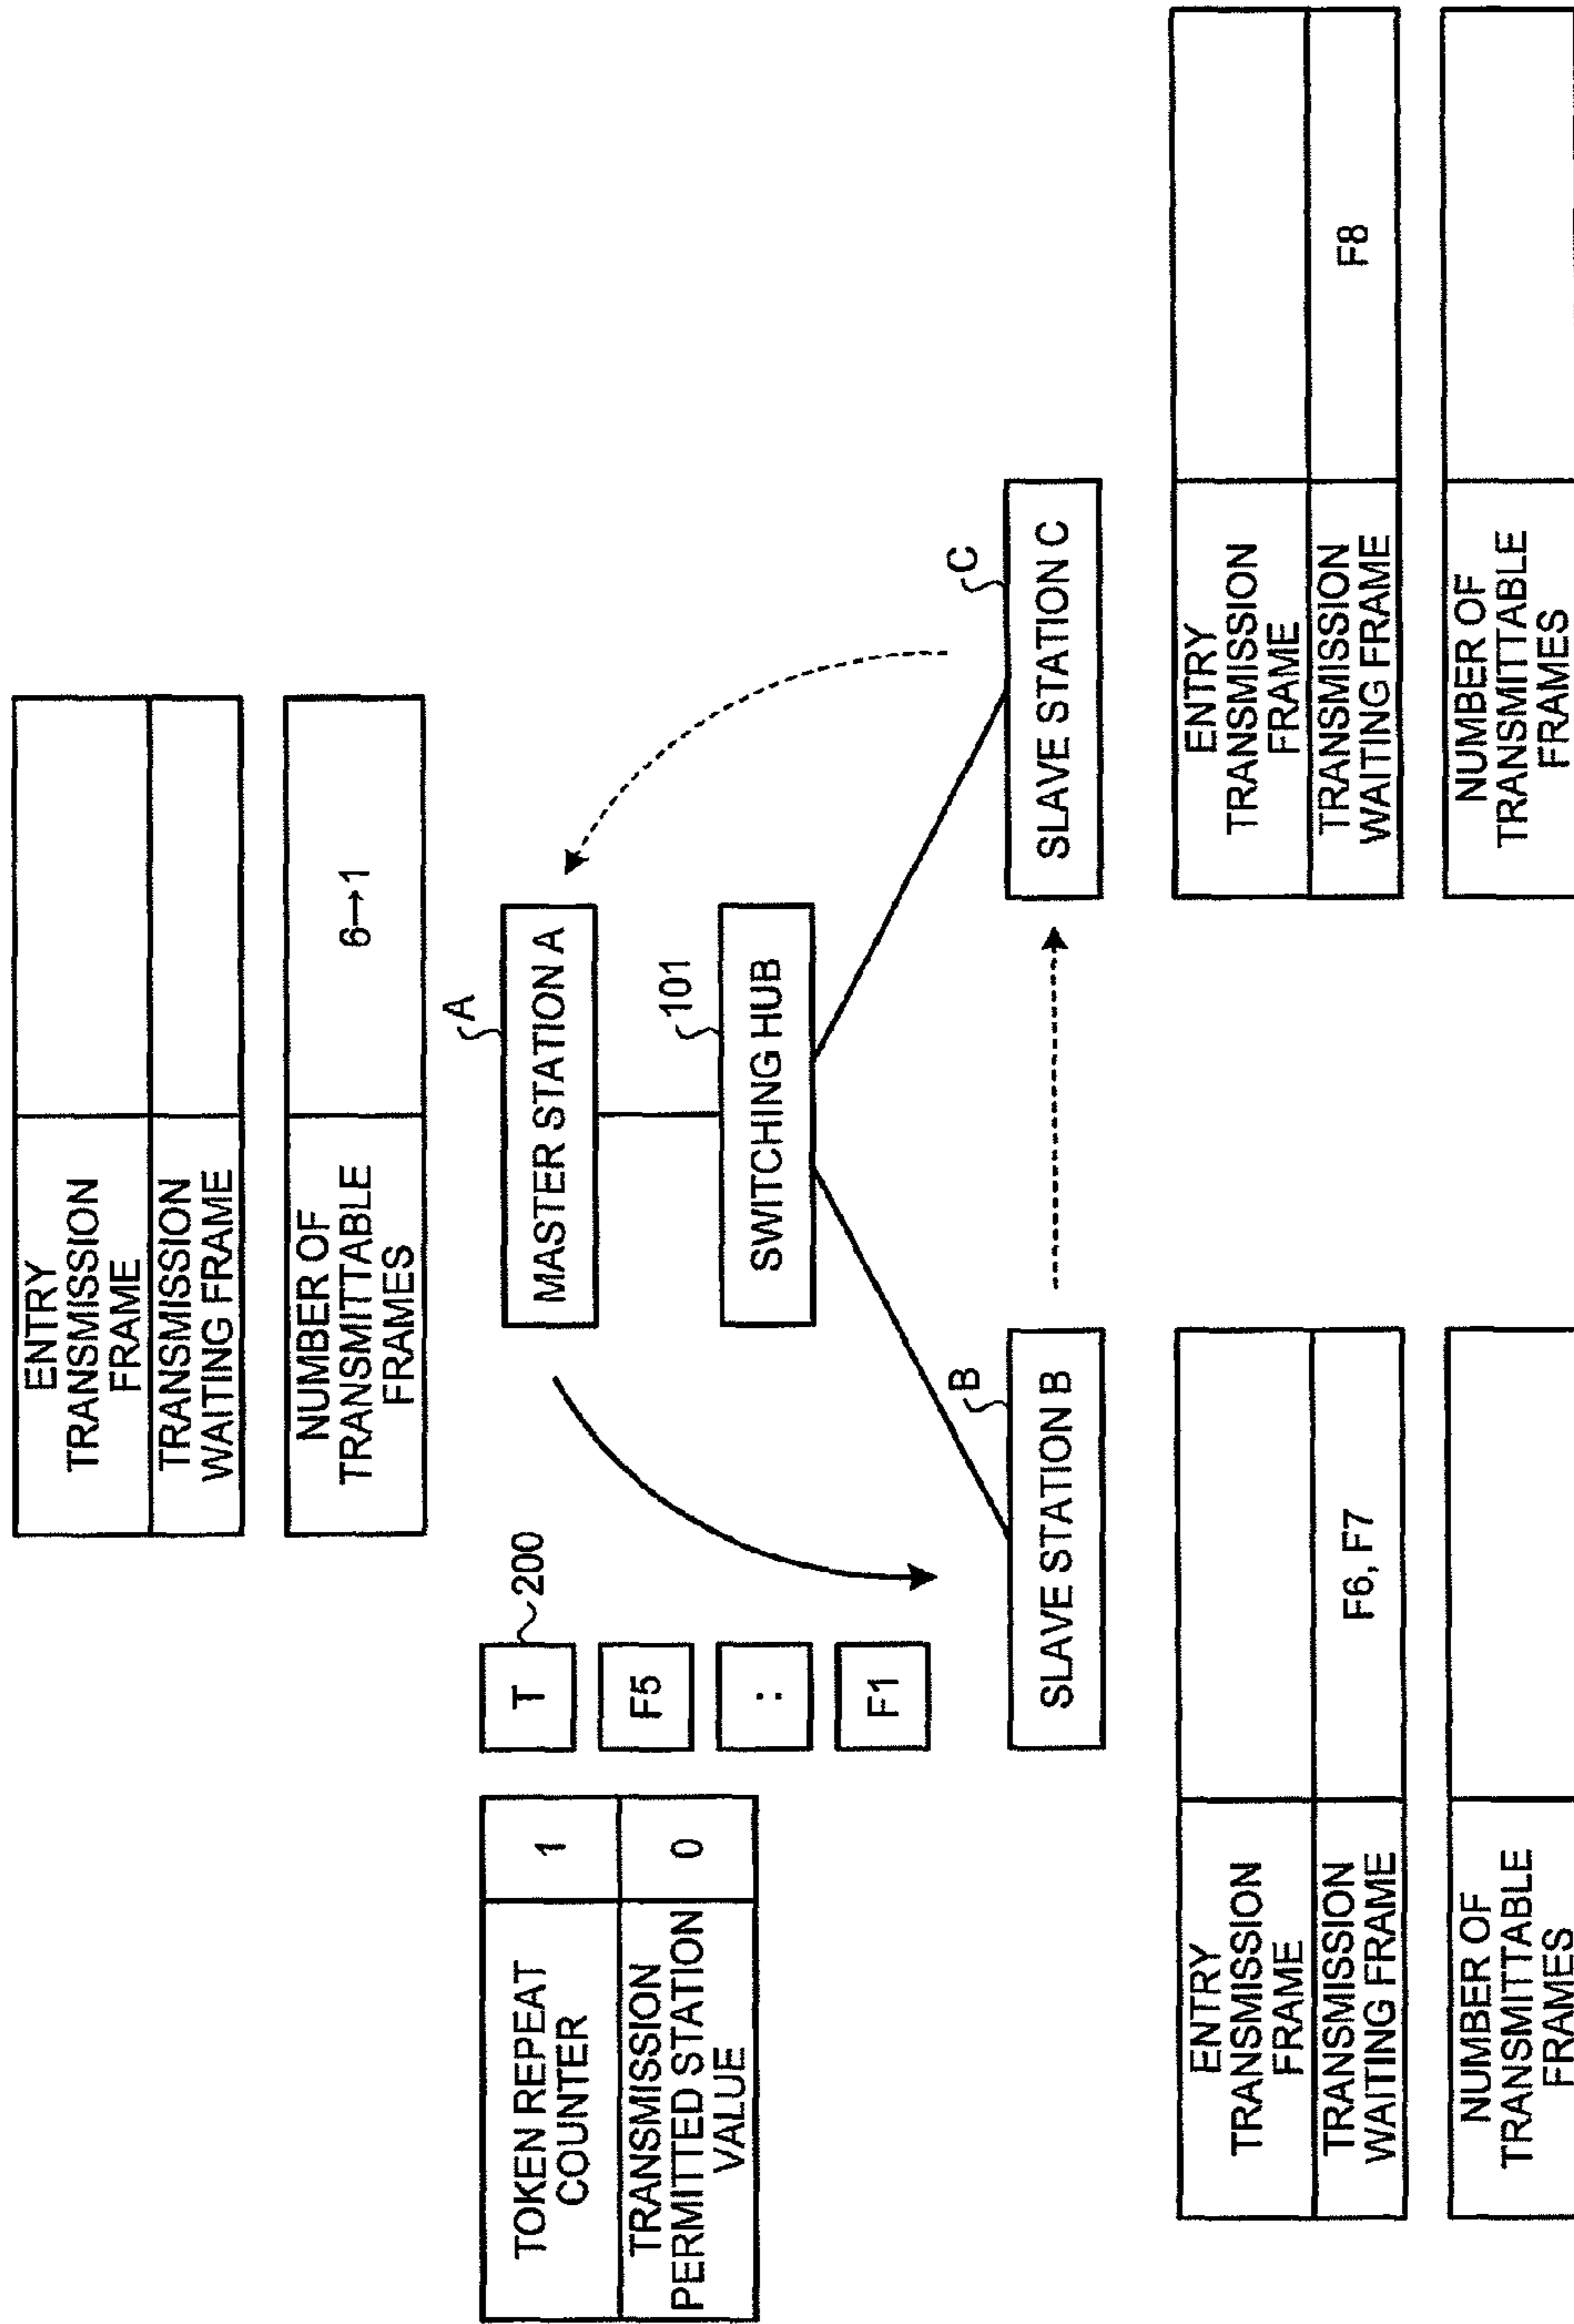 ENTRY
TRANSMISSION
FRAME
TRANSMISSION
WAITING FRAME
NUMBER OF
TRANSMITTABLE
FRAMES
6→1
A
MASTER STATION A
101
SWITCHING HUB
TOKEN REPEAT
COUNTER
1
TRANSMISSION
PERMITTED STATION
VALUE
0
T
200
F5
:
F1
B
SLAVE STATION B
C
SLAVE STATION C
ENTRY
TRANSMISSION
FRAME
TRANSMISSION
WAITING FRAME
F6, F7
NUMBER OF
TRANSMITTABLE
FRAMES
ENTRY
TRANSMISSION
FRAME
TRANSMISSION
WAITING FRAME
F8
NUMBER OF
TRANSMITTABLE
FRAMES